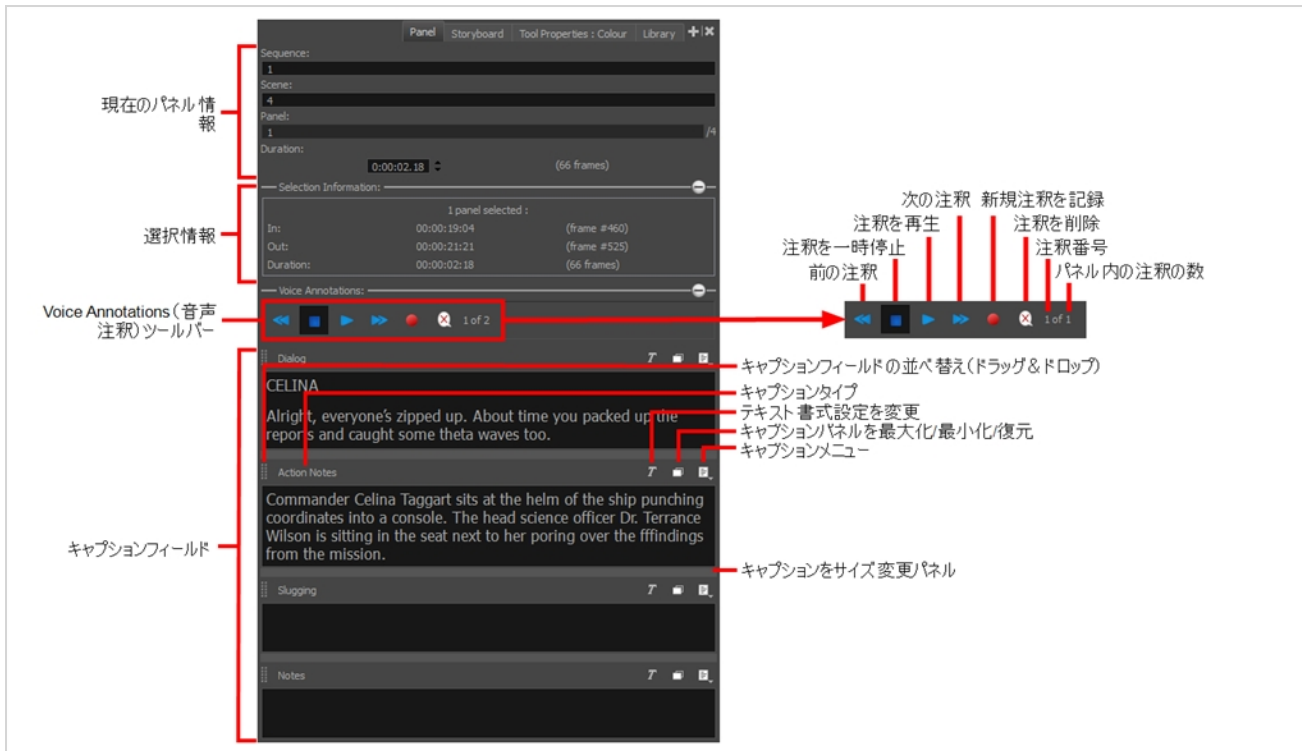 Panel Storyboard Tool Properties : Colour Library
Sequence:
1
Scene:
4
Panel:
1 /4
Duration:
0:00:02.18 (66 frames)
現在のパネル情
報
Selection Information:
1 panel selected :
In: 00:00:19:04 (frame #460)
Out: 00:00:21:21 (frame #525)
Duration: 00:00:02:18 (66 frames)
選択情報
Voice Annotations:
1 of 2
Voice Annotations（音声
注釈）ツールバー
次の注釈 新規注釈を記録
注釈を再生 注釈を削除
注釈を一時停止 注釈番号
前の注釈 パネル内の注釈の数
1 of 1
Dialog
CELINA
Alright, everyone's zipped up. About time you packed up the
reports and caught some theta waves too.
キャプションフィールドの並べ替え(ドラッグ＆ドロップ)
キャプションタイプ
テキスト書式設定を変更
キャプションパネルを最大化/最小化/復元
キャプションメニュー
Action Notes
Commander Celina Taggart sits at the helm of the ship punching
coordinates into a console. The head science officer Dr. Terrance
Wilson is sitting in the seat next to her poring over the fffindings
from the mission.
キャプションフィールド
キャプションをサイズ変更パネル
Slugging
Notes